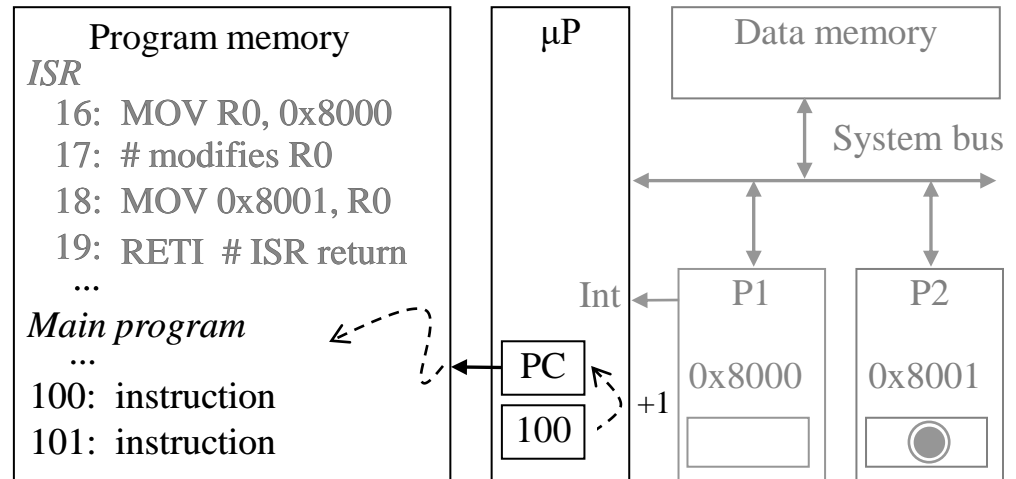 Program memory
ISR
16: MOV R0, 0x8000
17: # modifies R0
18: MOV 0x8001, R0
19: RETI # ISR return
...
Main program
...
100: instruction
101: instruction
μP
Int
PC
100
+1
Data memory
System bus
P1
0x8000
P2
0x8001